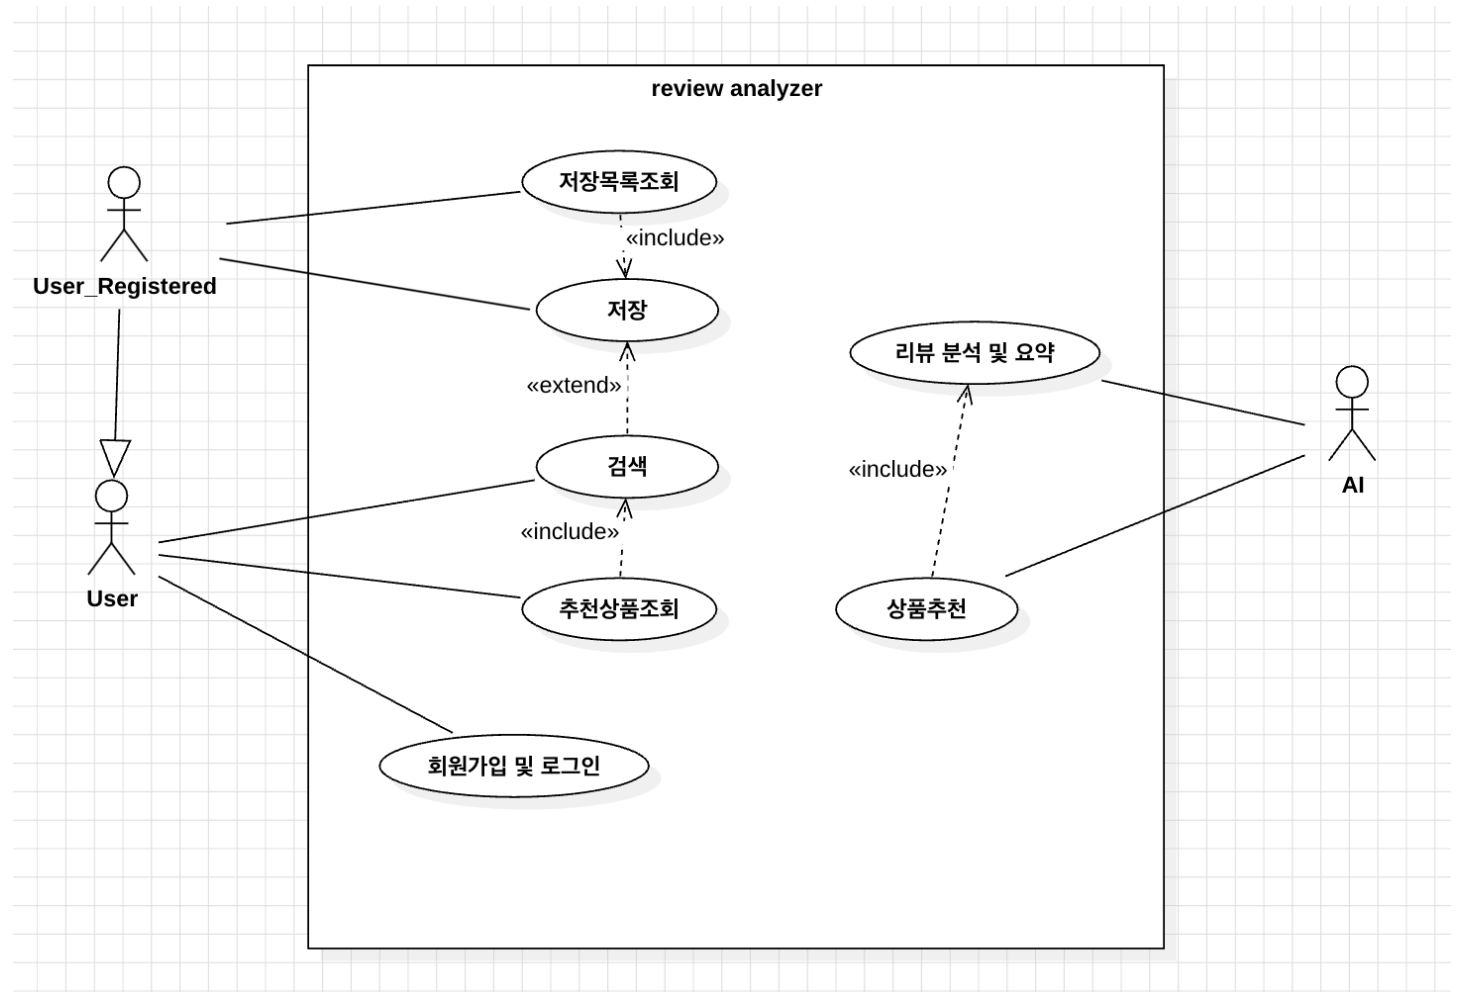 review analyzer
저장목록조회
«include»
User_Registered
저장
리뷰 분석 및 요약
«extend»
검색
«include»
AI
«include»
User
추천상품조회
상품추천
회원가입 및 로그인